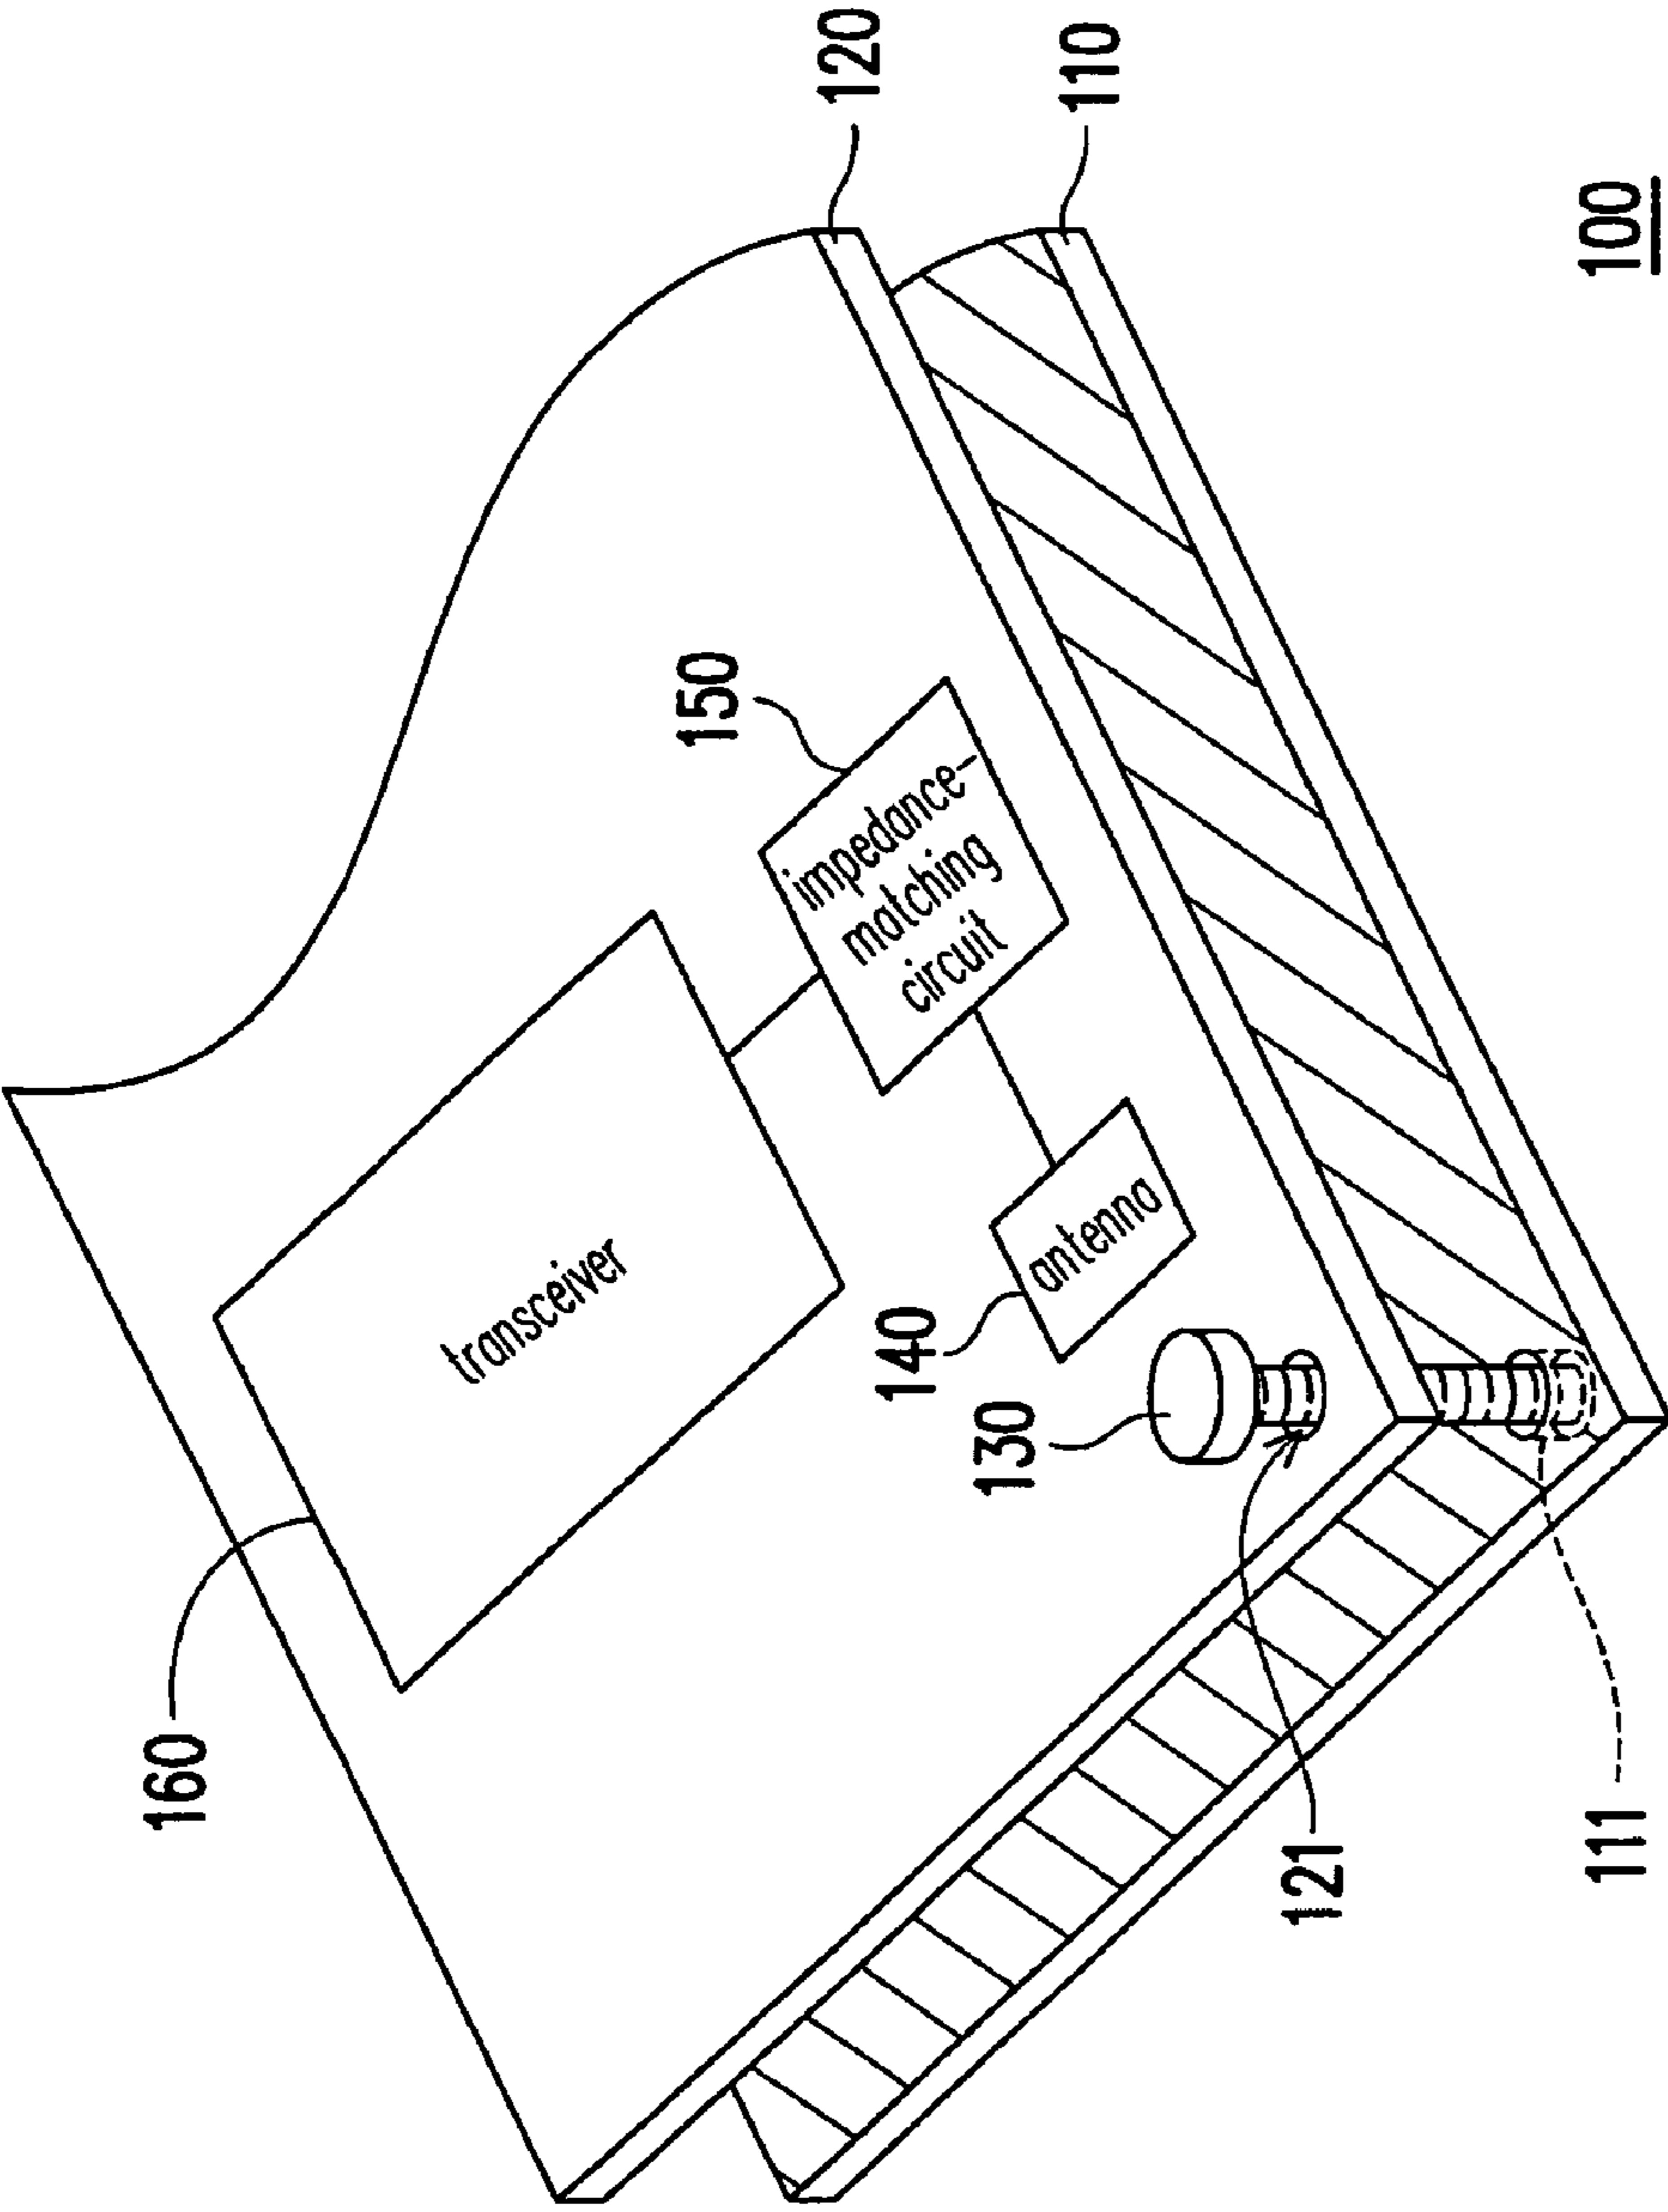 120
110
100
150
impedance-
matching
circuit
transceiver
antenna
140
130
160
121
111